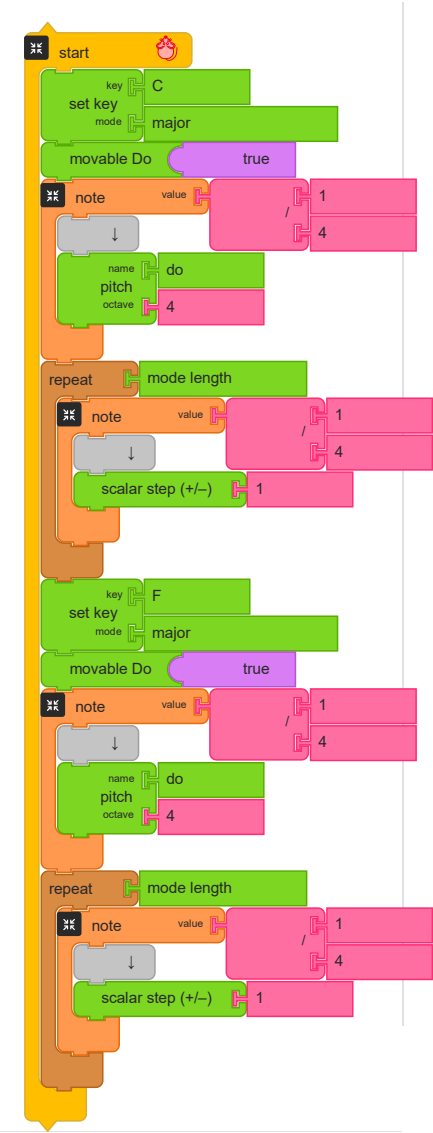 start
key C
set key
mode major
movable Do true
note value 1
/
4
↓
name do
pitch
octave 4
repeat mode length
note value 1
/
4
↓
scalar step (+/–) 1
key F
set key
mode major
movable Do true
note value 1
/
4
↓
name do
pitch
octave 4
repeat mode length
note value 1
/
4
↓
scalar step (+/–) 1